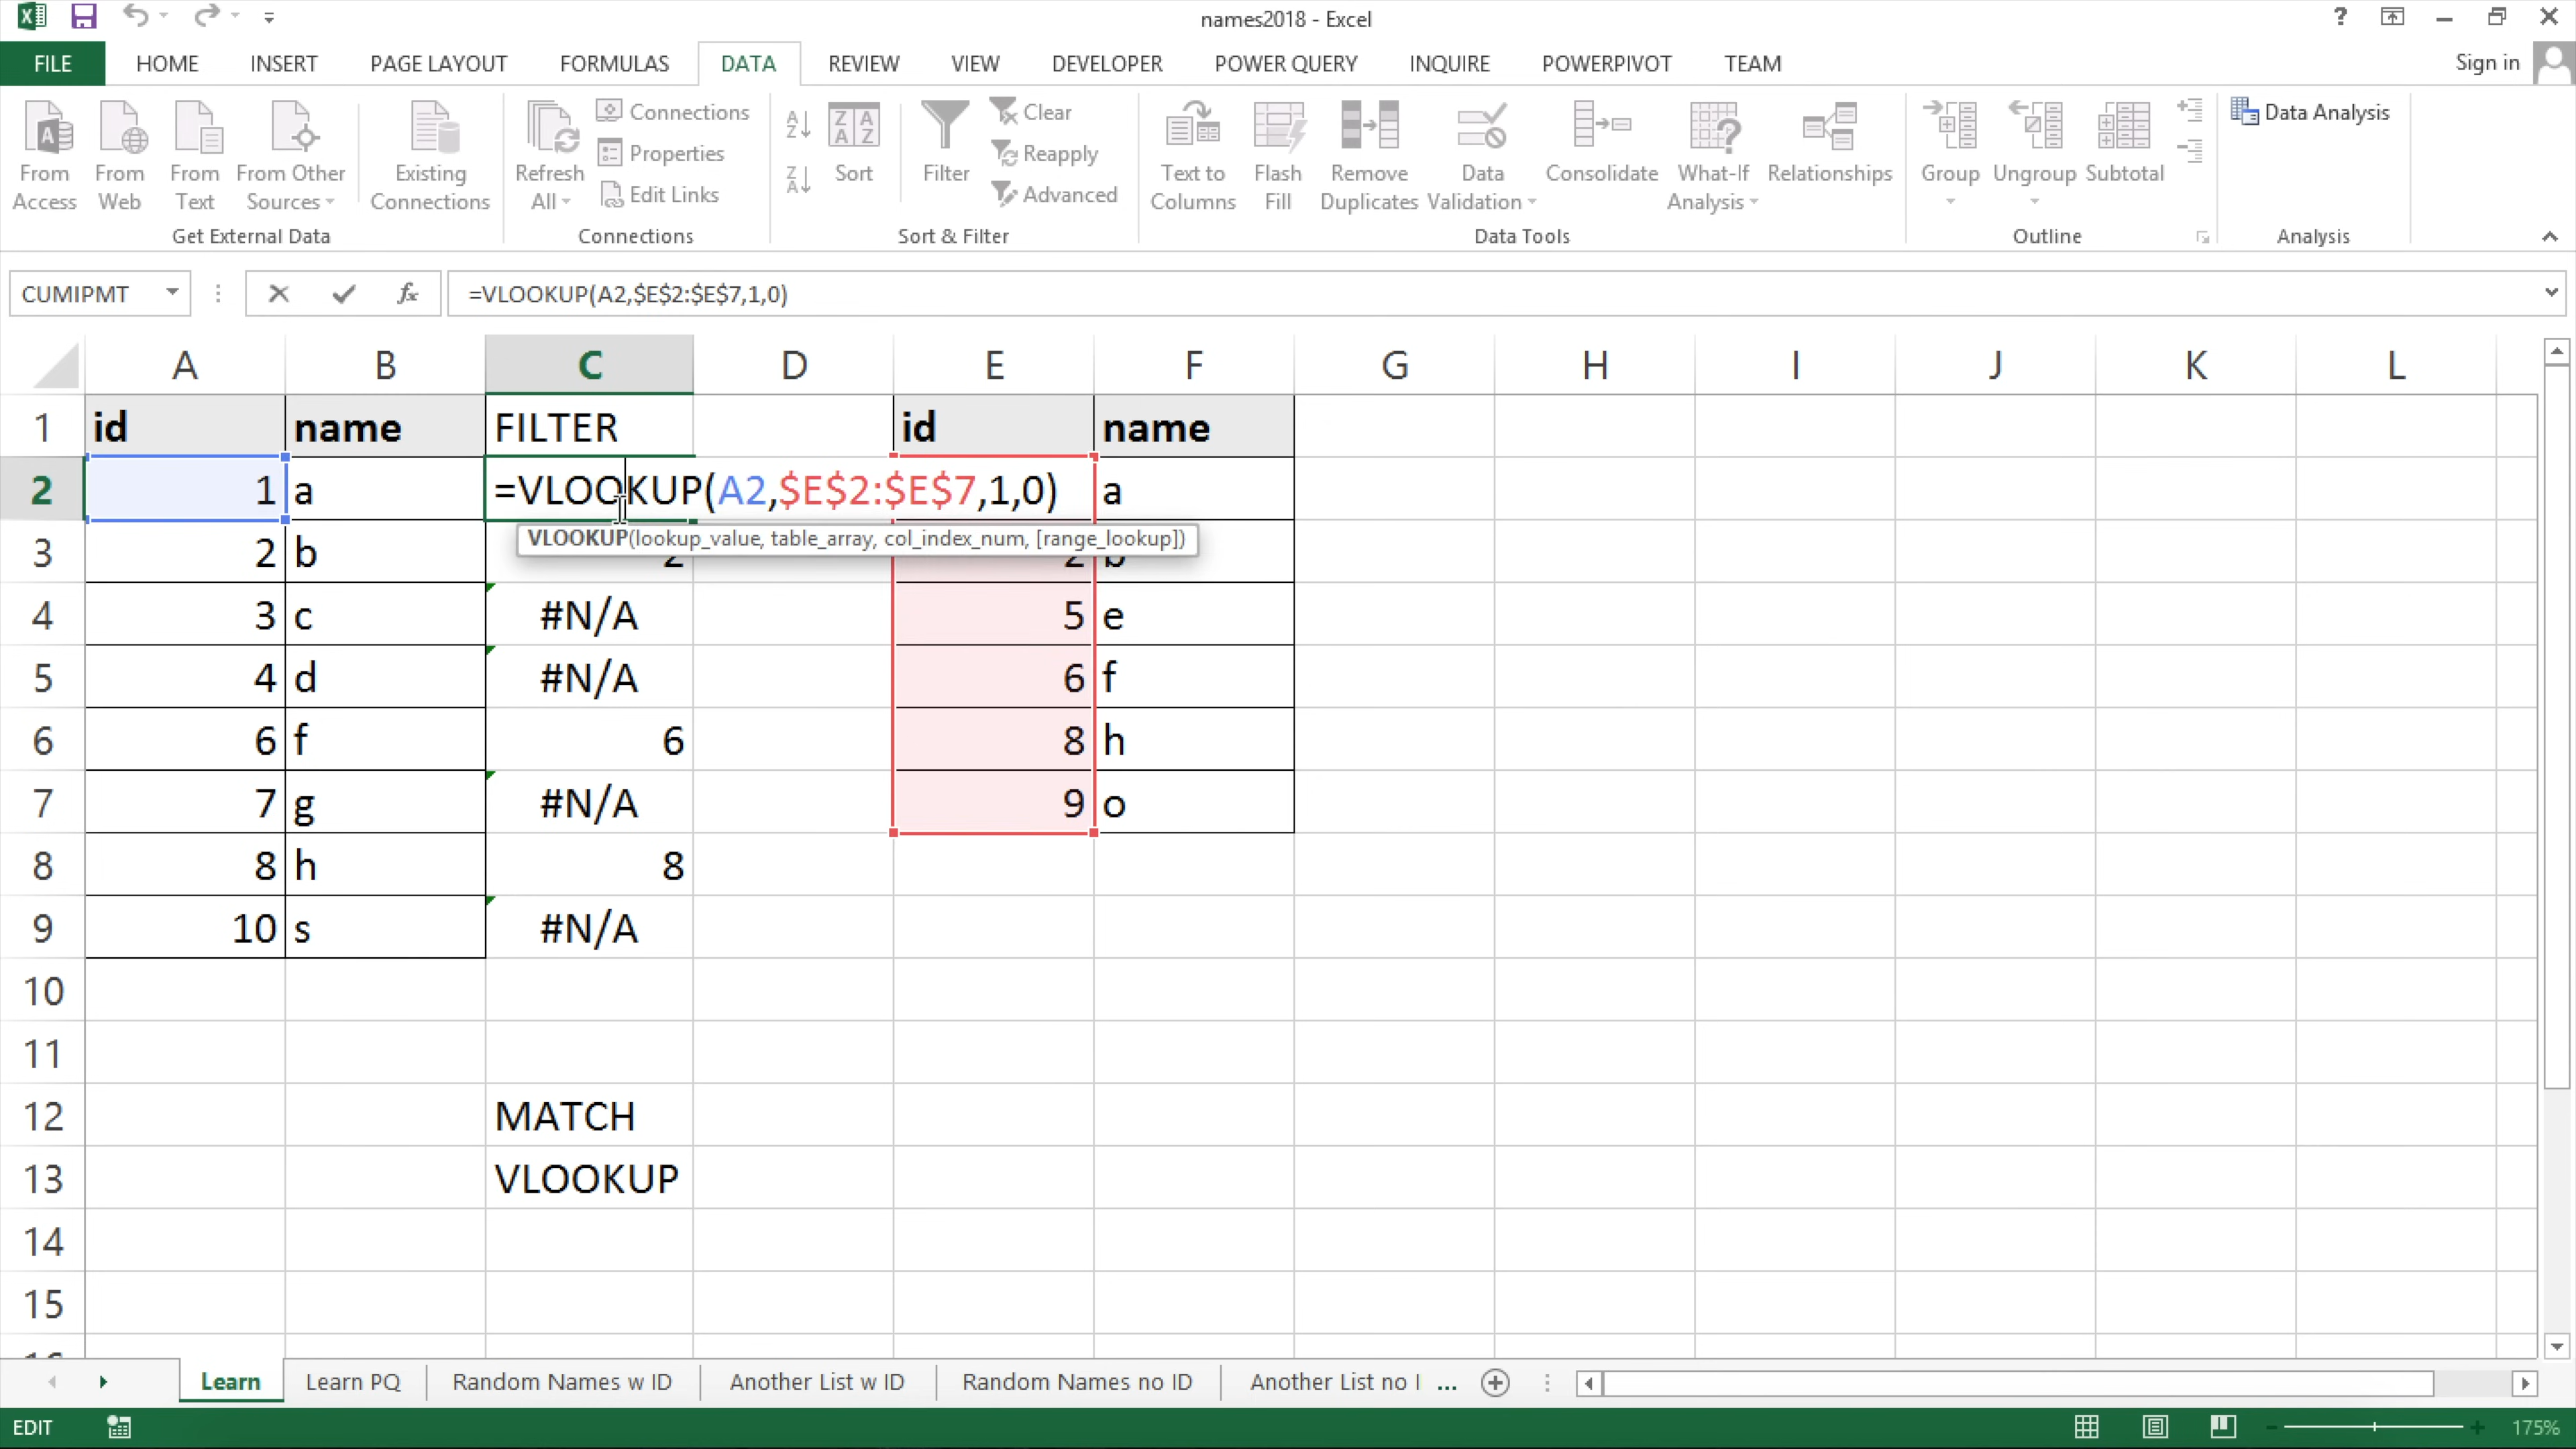 names2018 - Excel
?
FILE HOME INSERT PAGE LAYOUT FORMULAS DATA REVIEW VIEW DEVELOPER POWER QUERY INQUIRE POWERPIVOT TEAM Sign in
From Access
From Web
From Text
From Other Sources
Existing Connections
Get External Data
Refresh All
Connections
Properties
Edit Links
Connections
Sort
Filter
Clear
Reapply
Advanced
Sort & Filter
Text to Columns
Flash Fill
Remove Duplicates
Data Validation
Consolidate
What-If Analysis
Relationships
Data Tools
Group
Ungroup
Subtotal
Outline
Data Analysis
Analysis
CUMIPMT fx =VLOOKUP(A2,$E$2:$E$7,1,0)
A B C D E F G H I J K L
1 id name FILTER id name
2 1 a =VLOOKUP(A2,$E$2:$E$7,1,0) a
VLOOKUP(lookup_value, table_array, col_index_num, [range_lookup])
3 2 b 2 2 b
4 3 c #N/A 5 e
5 4 d #N/A 6 f
6 6 f 6 8 h
7 7 g #N/A 9 o
8 8 h 8
9 10 s #N/A
10
11
12 MATCH
13 VLOOKUP
14
15
16
Learn Learn PQ Random Names w ID Another List w ID Random Names no ID Another List no I ...
EDIT 175%